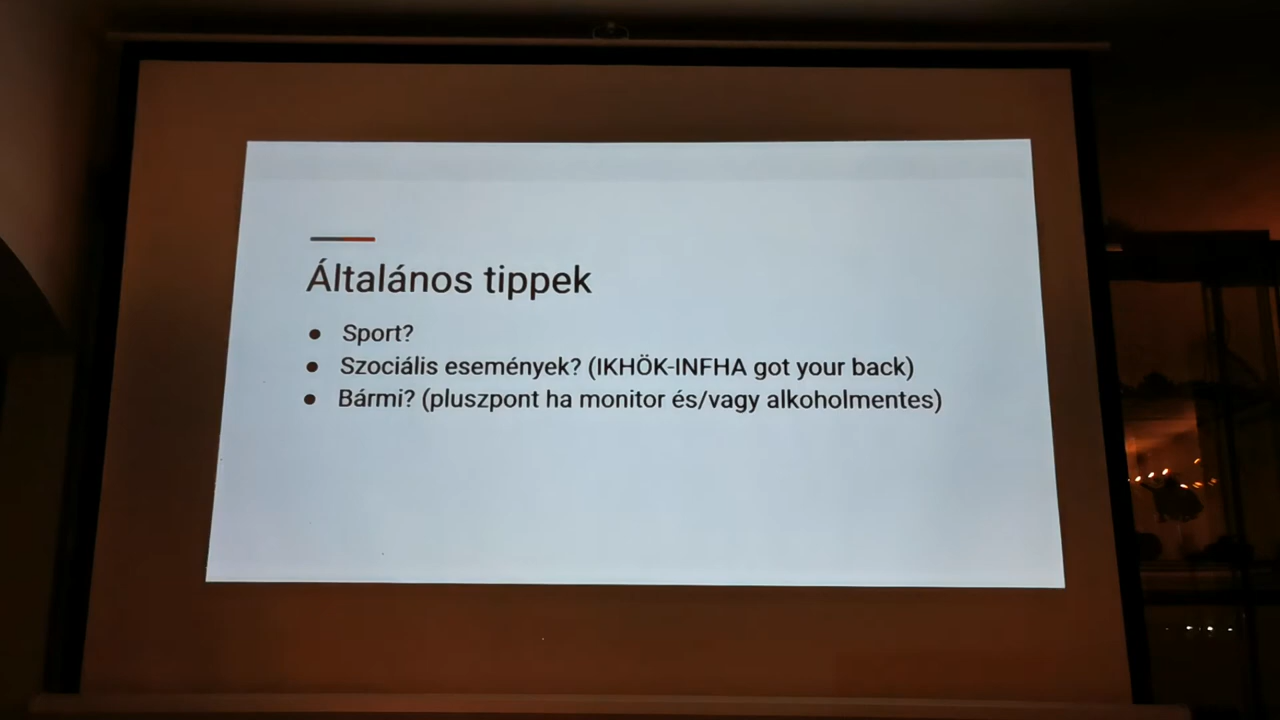 Általános tippek
● Sport?
● Szociális események? (IKHÖK-INFHA got your back)
● Bármi? (pluszpont ha monitor és/vagy alkoholmentes)